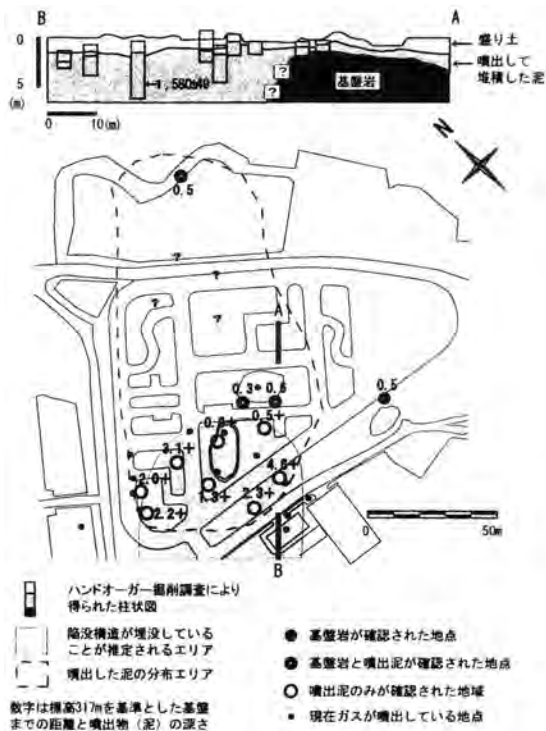 B
A
0
5
(m)
0 10(m)
1,580±40
?
?
基盤岩
盛り土
噴出して
堆積した泥
N
0.5
?
?
?
?
A
0.3
0.5
0.5
0.5+
3.1+
4.6+
2.0+
1.3+
2.3+
2.2+
0 50m
B
ハンドオーガー掘削調査により
得られた柱状図
陥没構造が埋没している
ことが推定されるエリア
噴出した泥の分布エリア
数字は標高317mを基準とした基盤
までの距離と噴出物(泥)の深さ
基盤岩が確認された地点
基盤岩と噴出泥が確認された地点
噴出泥のみが確認された地域
現在ガスが噴出している地点